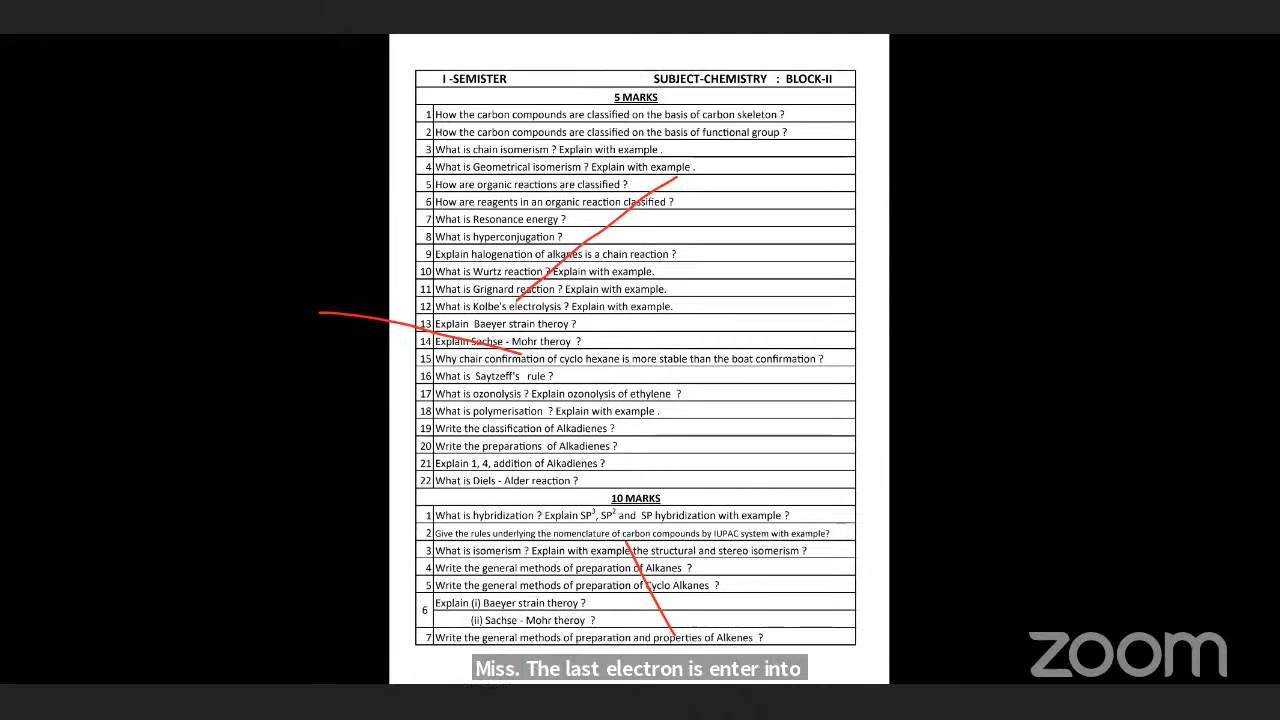 I -SEMISTER SUBJECT-CHEMISTRY : BLOCK-II
5 MARKS
1 How the carbon compounds are classified on the basis of carbon skeleton ?
2 How the carbon compounds are classified on the basis of functional group ?
3 What is chain isomerism ? Explain with example .
4 What is Geometrical isomerism ? Explain with example .
5 How are organic reactions are classified ?
6 How are reagents in an organic reaction classified ?
7 What is Resonance energy ?
8 What is hyperconjugation ?
9 Explain halogenation of alkanes is a chain reaction ?
10 What is Wurtz reaction ? Explain with example.
11 What is Grignard reaction ? Explain with example.
12 What is Kolbe's electrolysis ? Explain with example.
13 Explain Baeyer strain theroy ?
14 Explain Sachse - Mohr theroy ?
15 Why chair confirmation of cyclo hexane is more stable than the boat confirmation ?
16 What is Saytzeff's rule ?
17 What is ozonolysis ? Explain ozonolysis of ethylene ?
18 What is polymerisation ? Explain with example .
19 Write the classification of Alkadienes ?
20 Write the preparations of Alkadienes ?
21 Explain 1, 4, addition of Alkadienes ?
22 What is Diels - Alder reaction ?
10 MARKS
1 What is hybridization ? Explain SP³, SP² and SP hybridization with example ?
2 Give the rules underlying the nomenclature of carbon compounds by IUPAC system with example?
3 What is isomerism ? Explain with example the structural and stereo isomerism ?
4 Write the general methods of preparation of Alkanes ?
5 Write the general methods of preparation of Cyclo Alkanes ?
6 Explain (i) Baeyer strain theroy ?
(ii) Sachse - Mohr theroy ?
7 Write the general methods of preparation and properties of Alkenes ?
Miss. The last electron is enter into
zoom